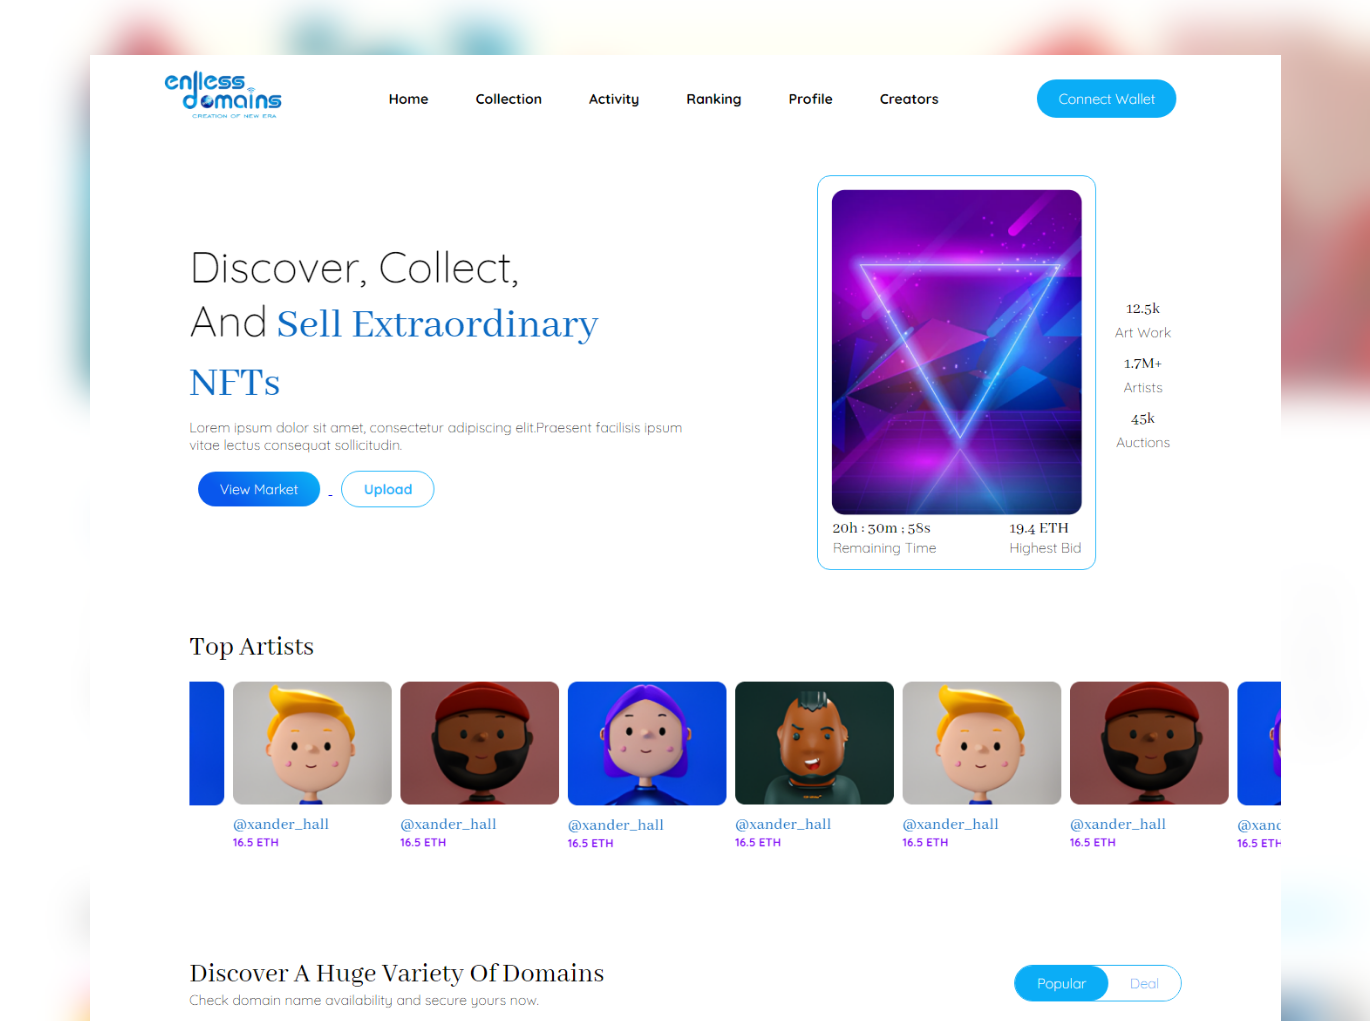 enlless
domains
CREATION OF NEW ERA
Home Collection Activity Ranking Profile Creators
Connect Wallet
Discover, Collect,
And Sell Extraordinary
NFTs
Lorem ipsum dolor sit amet, consectetur adipiscing elit.Praesent facilisis ipsum
vitae lectus consequat sollicitudin.
View Market - Upload
20h : 30m ; 58s
Remaining Time
19.4 ETH
Highest Bid
12.5k
Art Work
1.7M+
Artists
45k
Auctions
Top Artists
@xander_hall
16.5 ETH
@xander_hall
16.5 ETH
@xander_hall
16.5 ETH
@xander_hall
16.5 ETH
@xander_hall
16.5 ETH
@xander_hall
16.5 ETH
@xanc
16.5 ETH
Discover A Huge Variety Of Domains
Check domain name availability and secure yours now.
Popular Deal